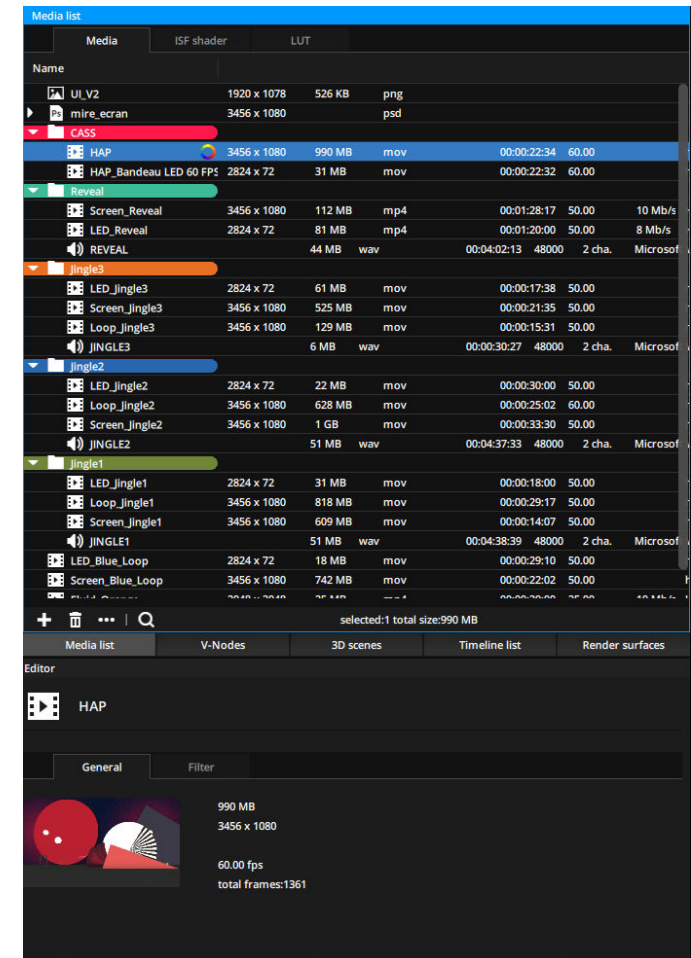 Media list
Media ISF shader LUT
Name
UI_V2 1920 x 1078 526 KB png
Ps mire_ecran 3456 x 1080 psd
CASS
HAP 3456 x 1080 990 MB mov 00:00:22:34 60.00
HAP_Bandeau LED 60 FPS 2824 x 72 31 MB mov 00:00:22:32 60.00
Reveal
Screen_Reveal 3456 x 1080 112 MB mp4 00:01:28:17 50.00 10 Mb/s
LED_Reveal 2824 x 72 81 MB mp4 00:01:20:00 50.00 8 Mb/s
REVEAL 44 MB wav 00:04:02:13 48000 2 cha. Microsof
Jingle3
LED_Jingle3 2824 x 72 61 MB mov 00:00:17:38 50.00
Screen_Jingle3 3456 x 1080 525 MB mov 00:00:21:35 50.00
Loop_Jingle3 3456 x 1080 129 MB mov 00:00:15:31 50.00
JINGLE3 6 MB wav 00:00:30:27 48000 2 cha. Microsof
Jingle2
LED_Jingle2 2824 x 72 22 MB mov 00:00:30:00 50.00
Loop_Jingle2 3456 x 1080 628 MB mov 00:00:25:02 60.00
Screen_Jingle2 3456 x 1080 1 GB mov 00:00:33:30 50.00
JINGLE2 51 MB wav 00:04:37:33 48000 2 cha. Microsof
Jingle1
LED_Jingle1 2824 x 72 31 MB mov 00:00:18:00 50.00
Loop_Jingle1 3456 x 1080 818 MB mov 00:00:29:17 50.00
Screen_Jingle1 3456 x 1080 609 MB mov 00:00:14:07 50.00
JINGLE1 51 MB wav 00:04:38:39 48000 2 cha. Microsof
LED_Blue_Loop 2824 x 72 18 MB mov 00:00:29:10 50.00
Screen_Blue_Loop 3456 x 1080 742 MB mov 00:00:22:02 50.00
selected:1 total size:990 MB
Media list V-Nodes 3D scenes Timeline list Render surfaces
Editor
HAP
General Filter
990 MB
3456 x 1080
60.00 fps
total frames:1361